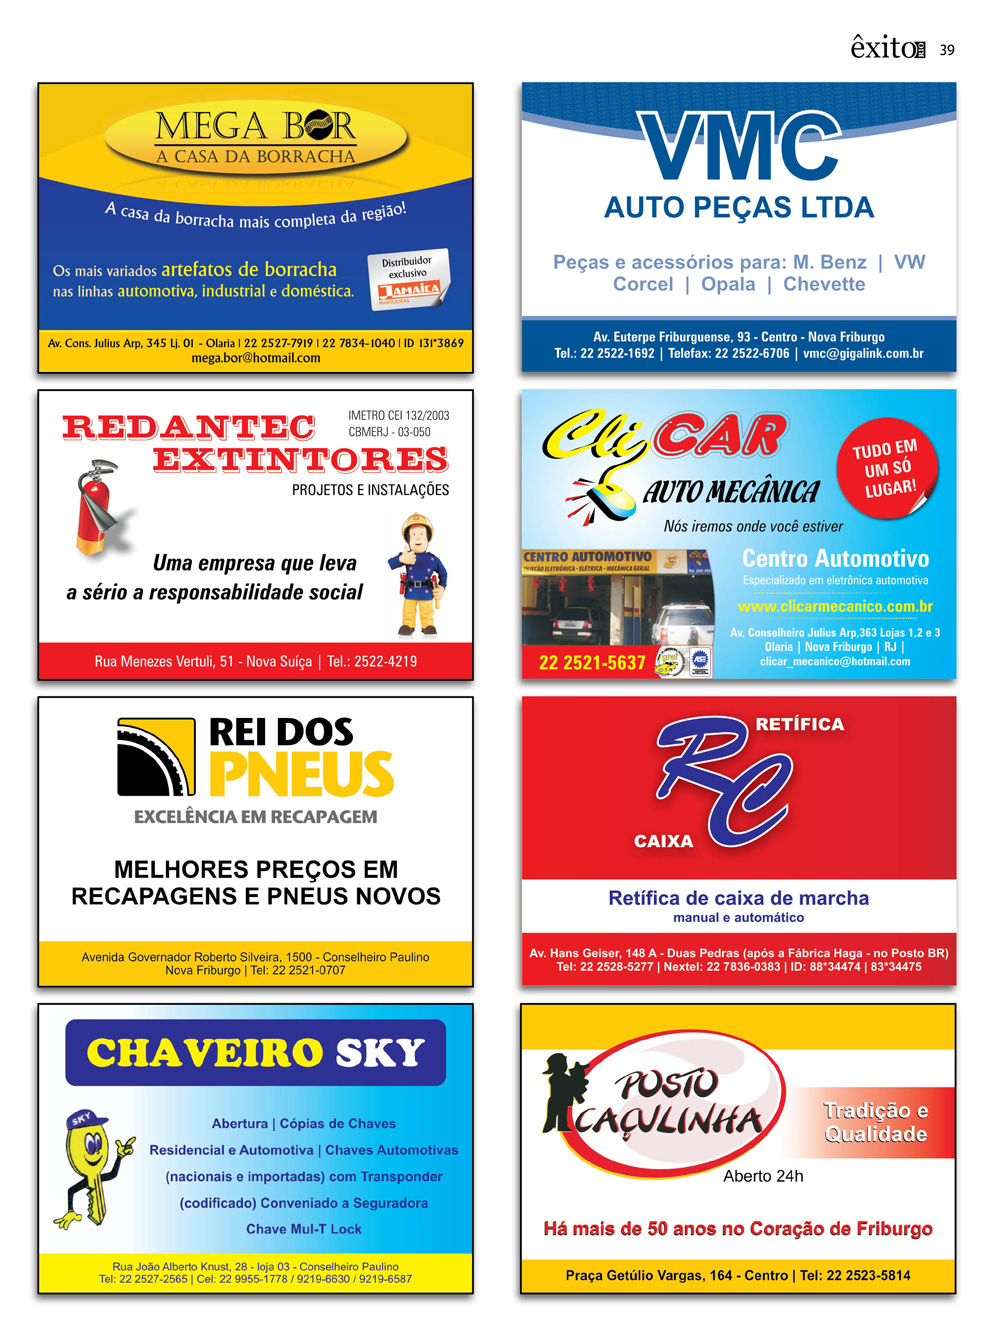 êxito RIO 39
MEGA BOR
A CASA DA BORRACHA
A casa da borracha mais completa da região!
Os mais variados artefatos de borracha
nas linhas automotiva, industrial e doméstica.
Distribuidor
exclusivo
JAMAICA
MANGUEIRAS
Av. Cons. Julius Arp, 345 Lj. 01 - Olaria | 22 2527-7919 | 22 7834-1040 | ID 131*3869
mega.bor@hotmail.com
VMC
AUTO PEÇAS LTDA
Peças e acessórios para: M. Benz | VW
Corcel | Opala | Chevette
Av. Euterpe Friburguense, 93 - Centro - Nova Friburgo
Tel.: 22 2522-1692 | Telefax: 22 2522-6706 | vmc@gigalink.com.br
REDANTEC
EXTINTORES
IMETRO CEI 132/2003
CBMERJ - 03-050
PROJETOS E INSTALAÇÕES
Uma empresa que leva
a sério a responsabilidade social
Rua Menezes Vertuli, 51 - Nova Suíça | Tel.: 2522-4219
Cli CAR
AUTO MECÂNICA
TUDO EM
UM SÓ
LUGAR!
Nós iremos onde você estiver
CENTRO AUTOMOTIVO
INJEÇÃO ELETRÔNICA - ELÉTRICA - MECÂNICA GERAL
Centro Automotivo
Especializado em eletrônica automotiva
www.clicarmecanico.com.br
Av. Conselheiro Julius Arp,363 Lojas 1,2 e 3
Olaria | Nova Friburgo | RJ |
clicar_mecanico@hotmail.com
22 2521-5637
ASE
REI DOS
PNEUS
EXCELÊNCIA EM RECAPAGEM
MELHORES PREÇOS EM
RECAPAGENS E PNEUS NOVOS
Avenida Governador Roberto Silveira, 1500 - Conselheiro Paulino
Nova Friburgo | Tel: 22 2521-0707
RETÍFICA
RC
CAIXA
Retífica de caixa de marcha
manual e automático
Av. Hans Geiser, 148 A - Duas Pedras (após a Fábrica Haga - no Posto BR)
Tel: 22 2528-5277 | Nextel: 22 7836-0383 | ID: 88*34474 | 83*34475
CHAVEIRO SKY
SKY
Abertura | Cópias de Chaves
Residencial e Automotiva | Chaves Automotivas
(nacionais e importadas) com Transponder
(codificado) Conveniado a Seguradora
Chave Mul-T Lock
Rua João Alberto Knust, 28 - loja 03 - Conselheiro Paulino
Tel: 22 2527-2565 | Cel: 22 9955-1778 / 9219-6630 / 9219-6587
POSTO
CAÇULINHA
Tradição e
Qualidade
Aberto 24h
Há mais de 50 anos no Coração de Friburgo
Praça Getúlio Vargas, 164 - Centro | Tel: 22 2523-5814